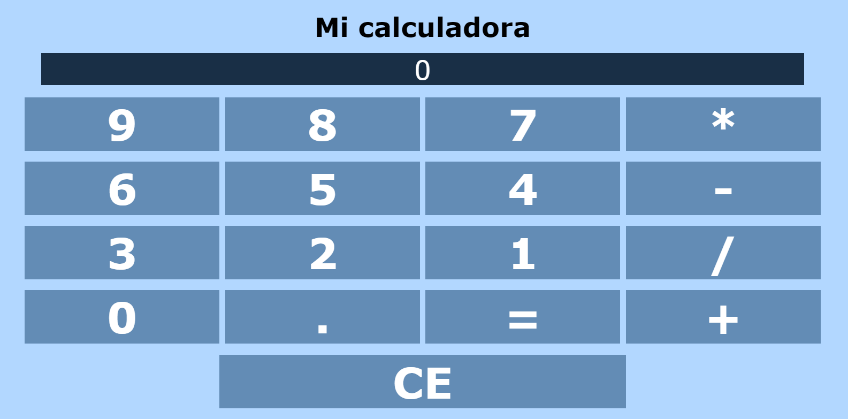 Mi calculadora
0
9 8 7 *
6 5 4 -
3 2 1 /
0 . = +
CE